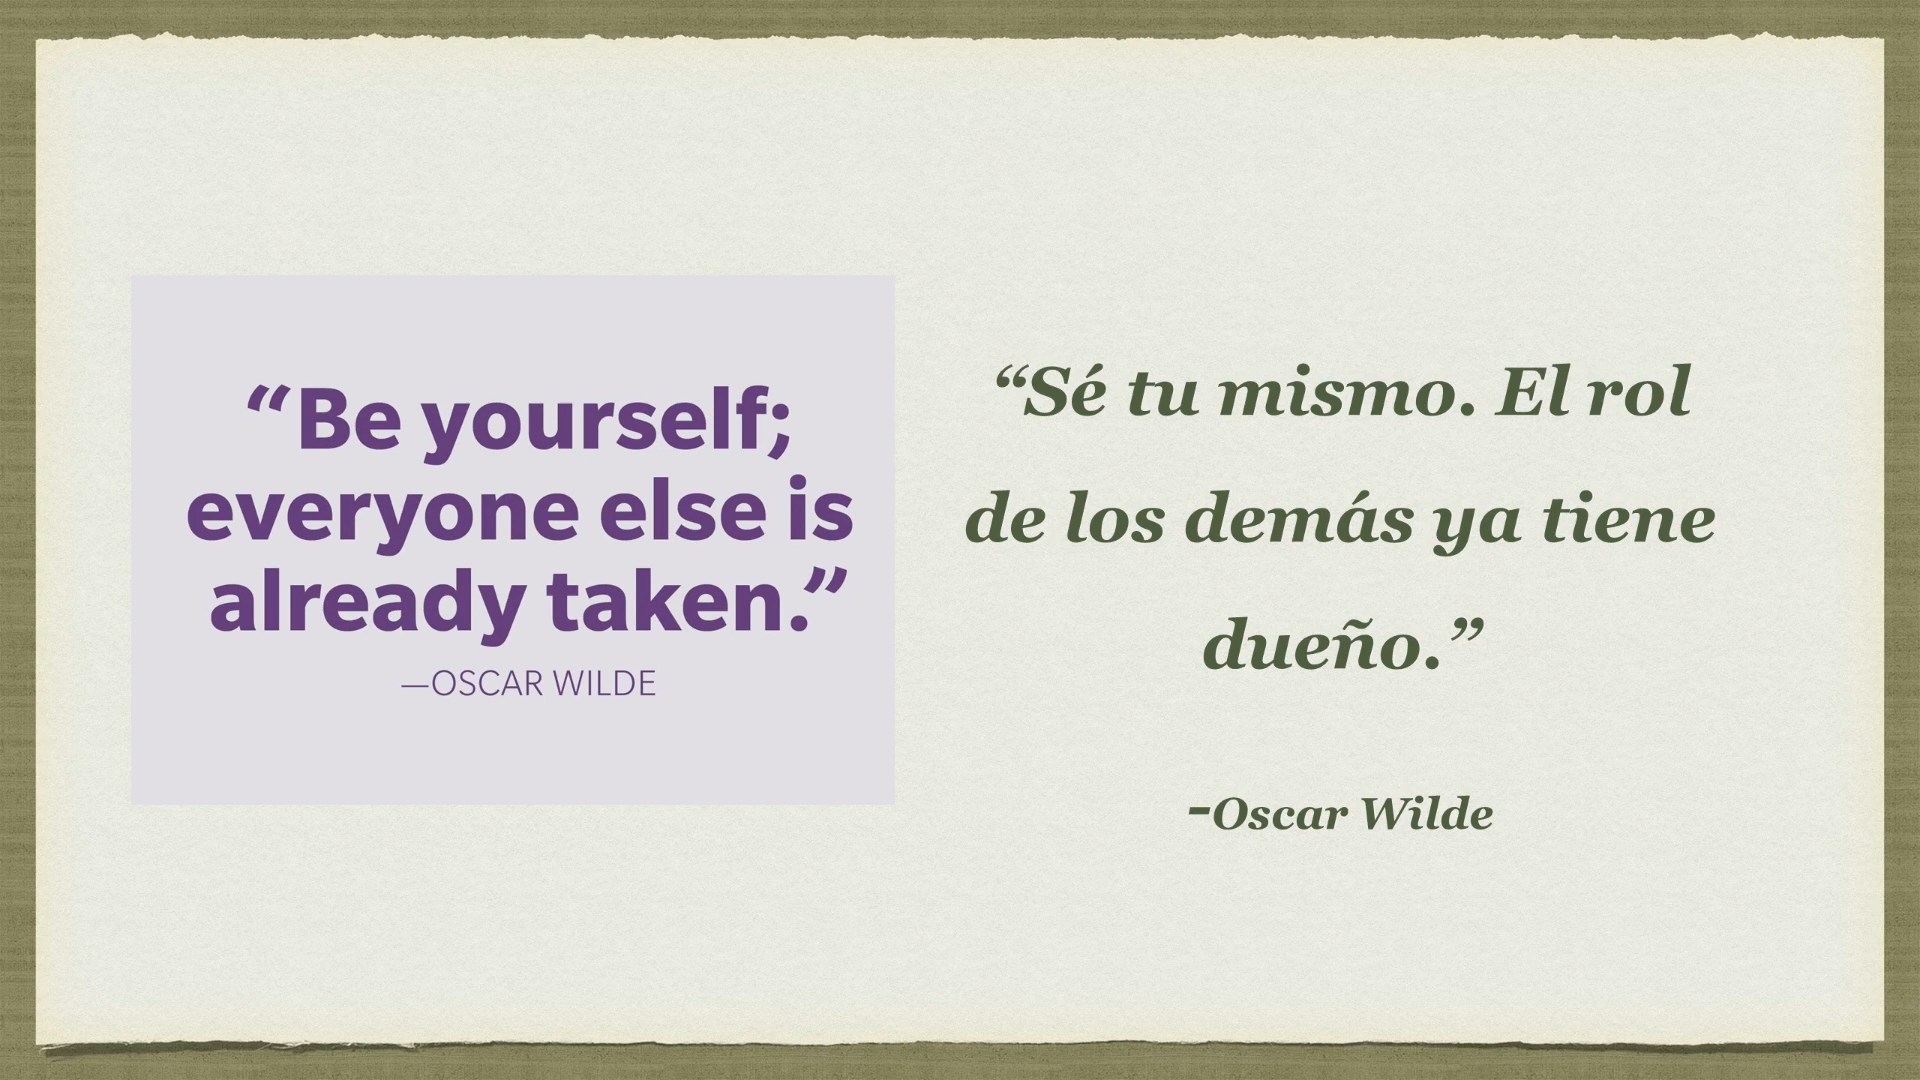 “Be yourself;
everyone else is
already taken.”
—OSCAR WILDE
“Sé tu mismo. El rol
de los demás ya tiene
dueño.”
-Oscar Wilde